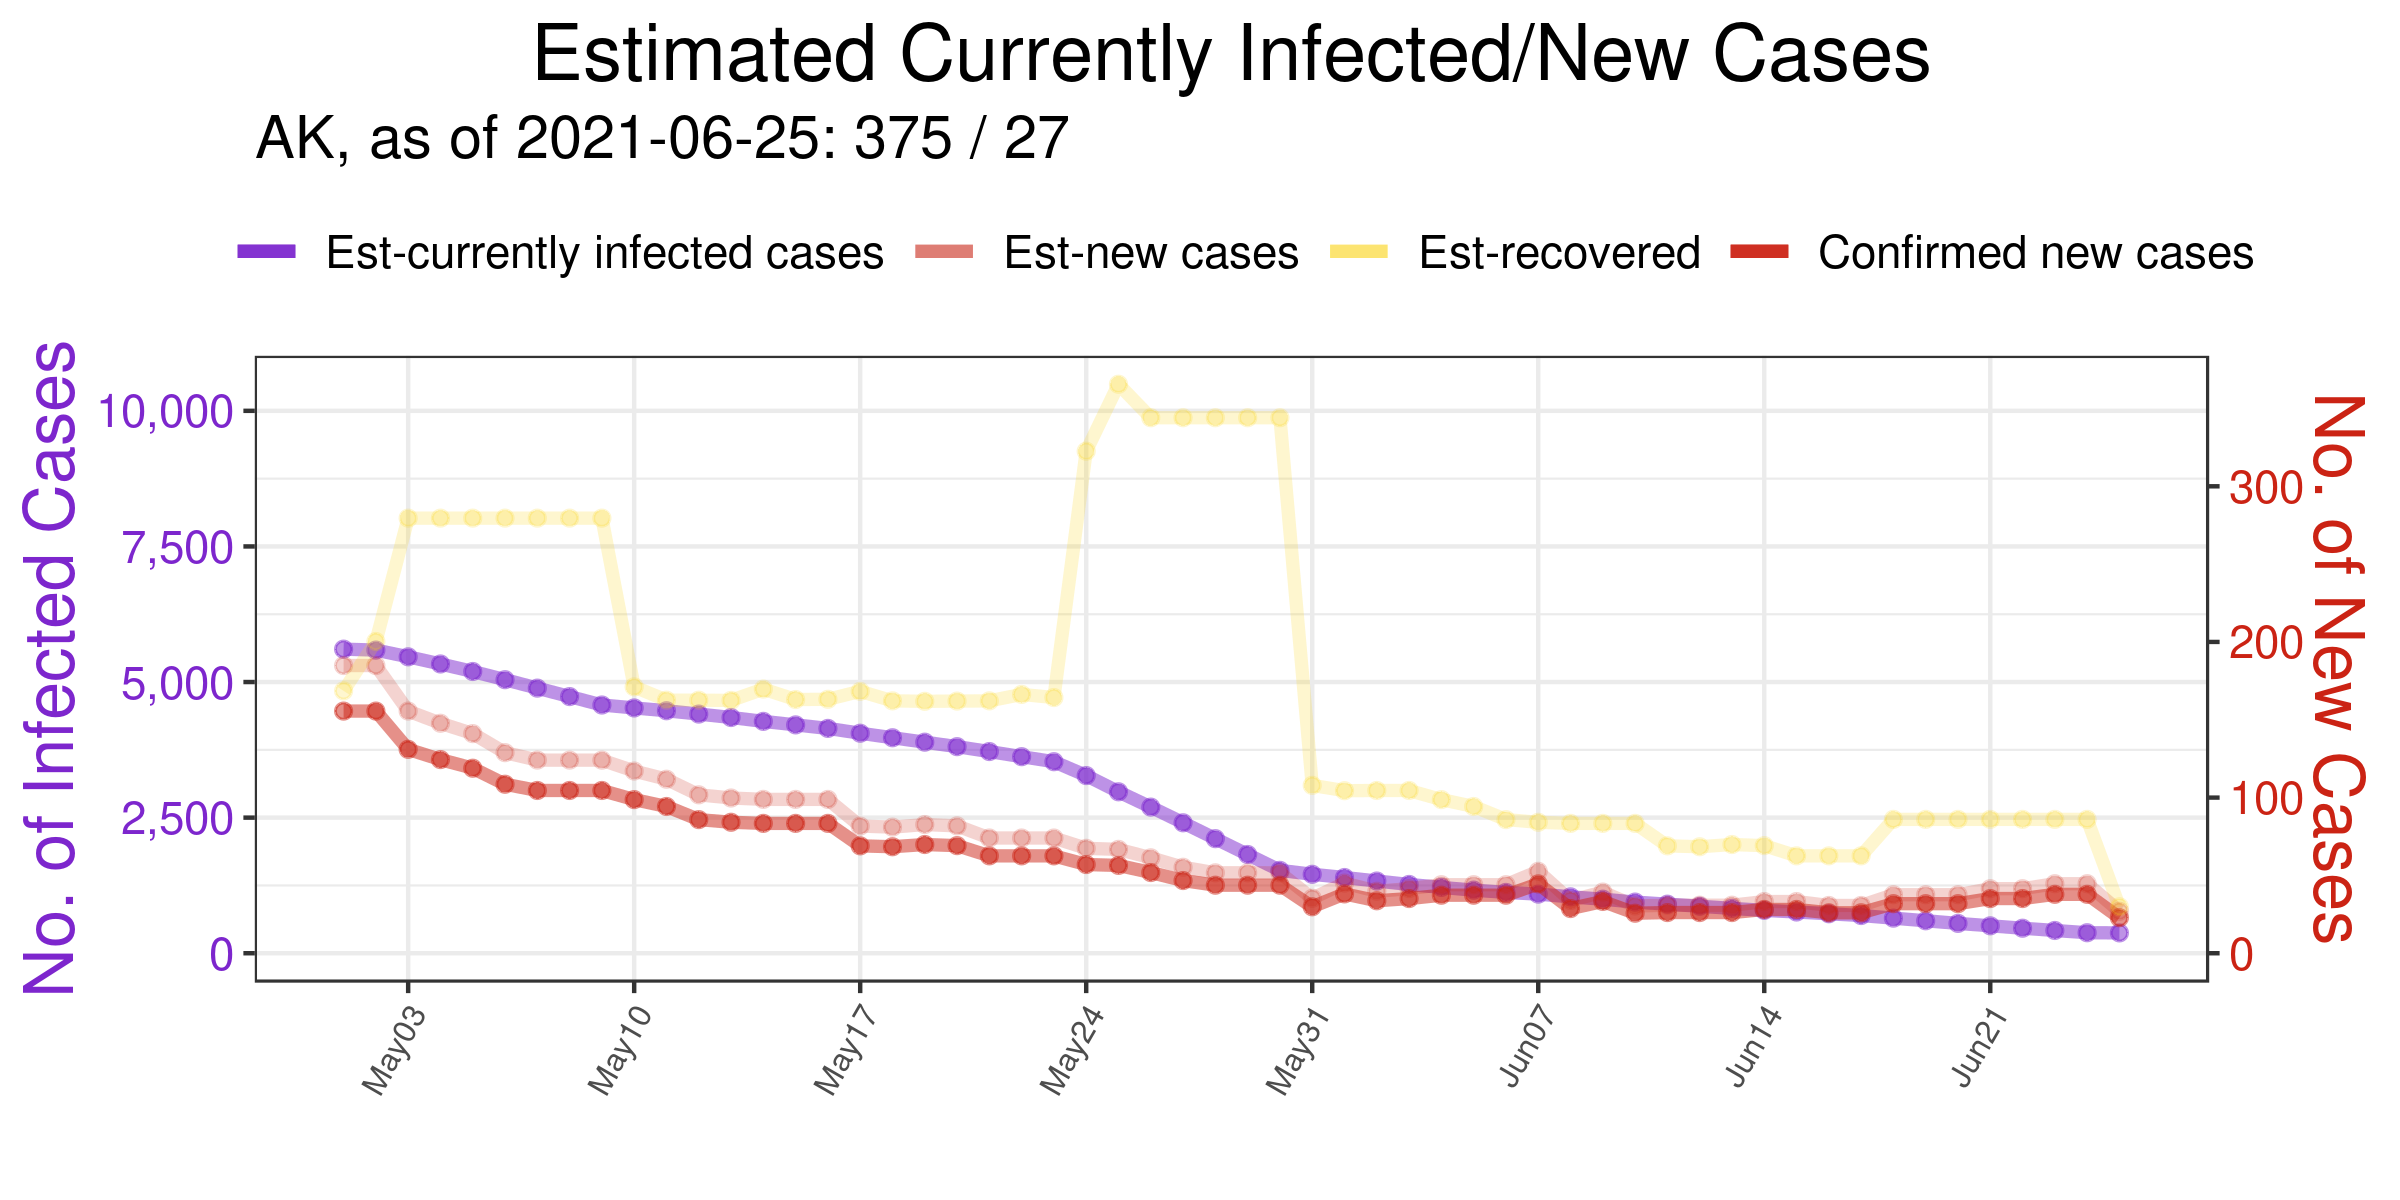 Estimated Currently Infected/New Cases
AK, as of 2021-06-25: 375 / 27
Est-currently infected cases Est-new cases Est-recovered Confirmed new cases
No. of Infected Cases
10,000
7,500
5,000
2,500
0
300
200
100
0
No. of New Cases
May03 May10 May17 May24 May31 Jun07 Jun14 Jun21